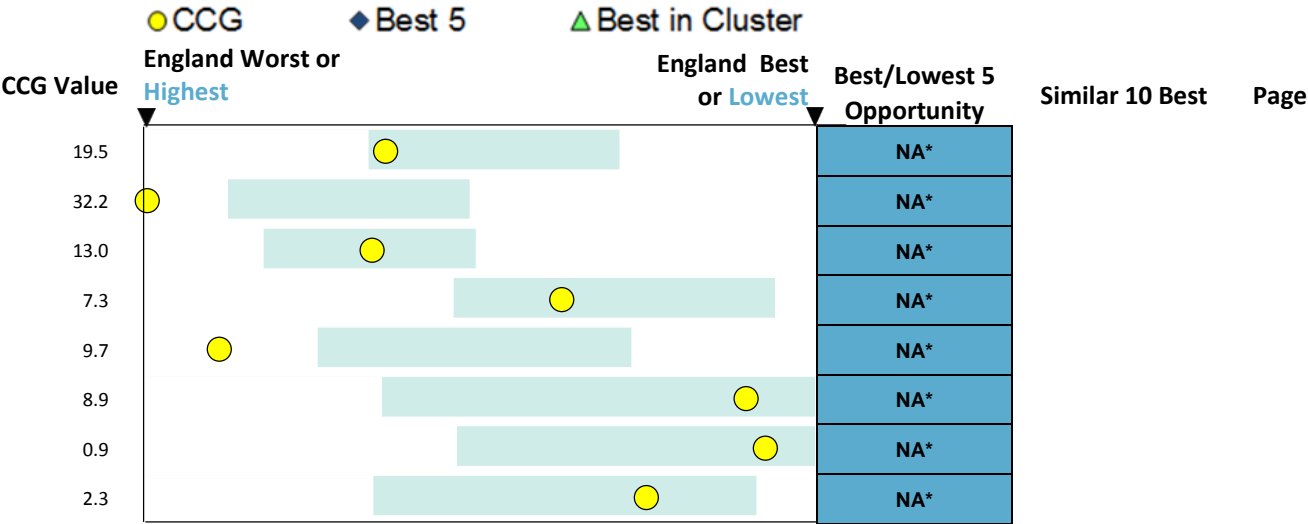 CCG Best 5 Best in Cluster
CCG Value England Worst or Highest England Best or Lowest Best/Lowest 5 Opportunity Similar 10 Best Page
19.5 NA*
32.2 NA*
13.0 NA*
7.3 NA*
9.7 NA*
8.9 NA*
0.9 NA*
2.3 NA*